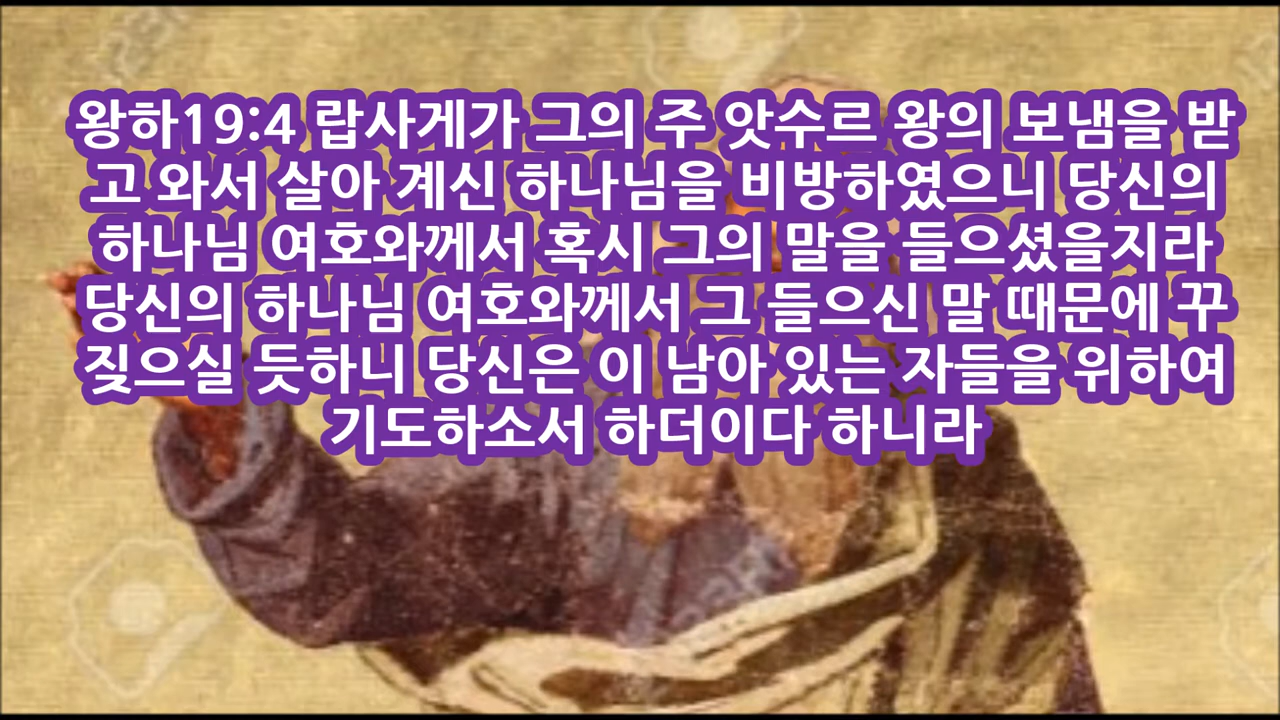 왕하19:4 랍사게가 그의 주 앗수르 왕의 보냄을 받
고 와서 살아 계신 하나님을 비방하였으니 당신의
하나님 여호와께서 혹시 그의 말을 들으셨을지라
당신의 하나님 여호와께서 그 들으신 말 때문에 꾸
짖으실 듯하니 당신은 이 남아 있는 자들을 위하여
기도하소서 하더이다 하니라